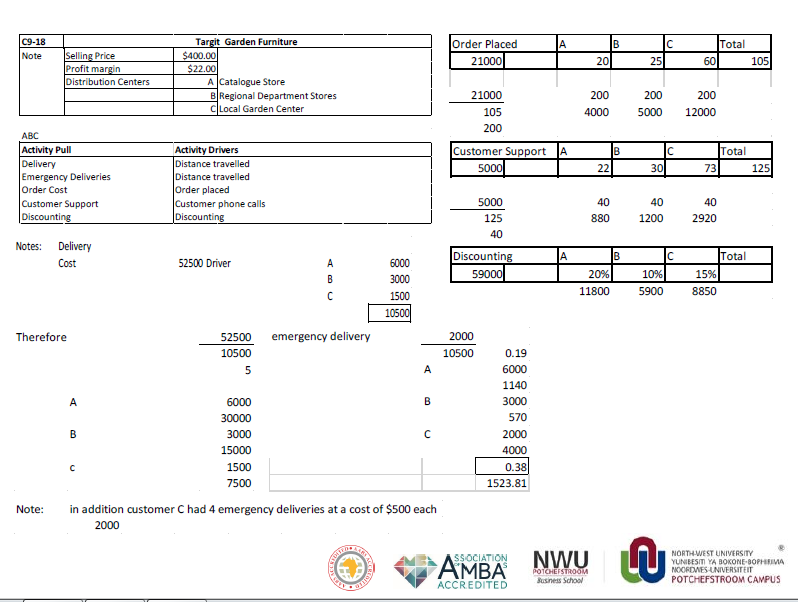 C9-18 Targit Garden Furniture
Note Selling Price $400.00
Profit margin $22.00
Distribution Centers A Catalogue Store
B Regional Department Stores
C Local Garden Center
ABC
Activity Pull Activity Drivers
Delivery Distance travelled
Emergency Deliveries Distance travelled
Order Cost Order placed
Customer Support Customer phone calls
Discounting Discounting
Notes: Delivery
Cost 52500 Driver A 6000
B 3000
C 1500
10500
Order Placed A B C Total
21000 20 25 60 105
21000 200 200 200
105 4000 5000 12000
200
Customer Support A B C Total
5000 22 30 73 125
5000 40 40 40
125 880 1200 2920
40
Discounting A B C Total
59000 20% 10% 15%
11800 5900 8850
Therefore 52500 emergency delivery 2000
10500 10500 0.19
5 A 6000
1140
A 6000 B 3000
30000 570
B 3000 C 2000
15000 4000
c 1500 0.38
7500 1523.81
Note: in addition customer C had 4 emergency deliveries at a cost of $500 each
2000
ASSOCIATION
OF AMBAS
ACCREDITED
NWU
POTCHEFSTROOM
Business School
NORTH-WEST UNIVERSITY ®
YUNIBESITI YA BOKONE-BOPHIRIMA
NOORDWES-UNIVERSITEIT
POTCHEFSTROOM CAMPUS